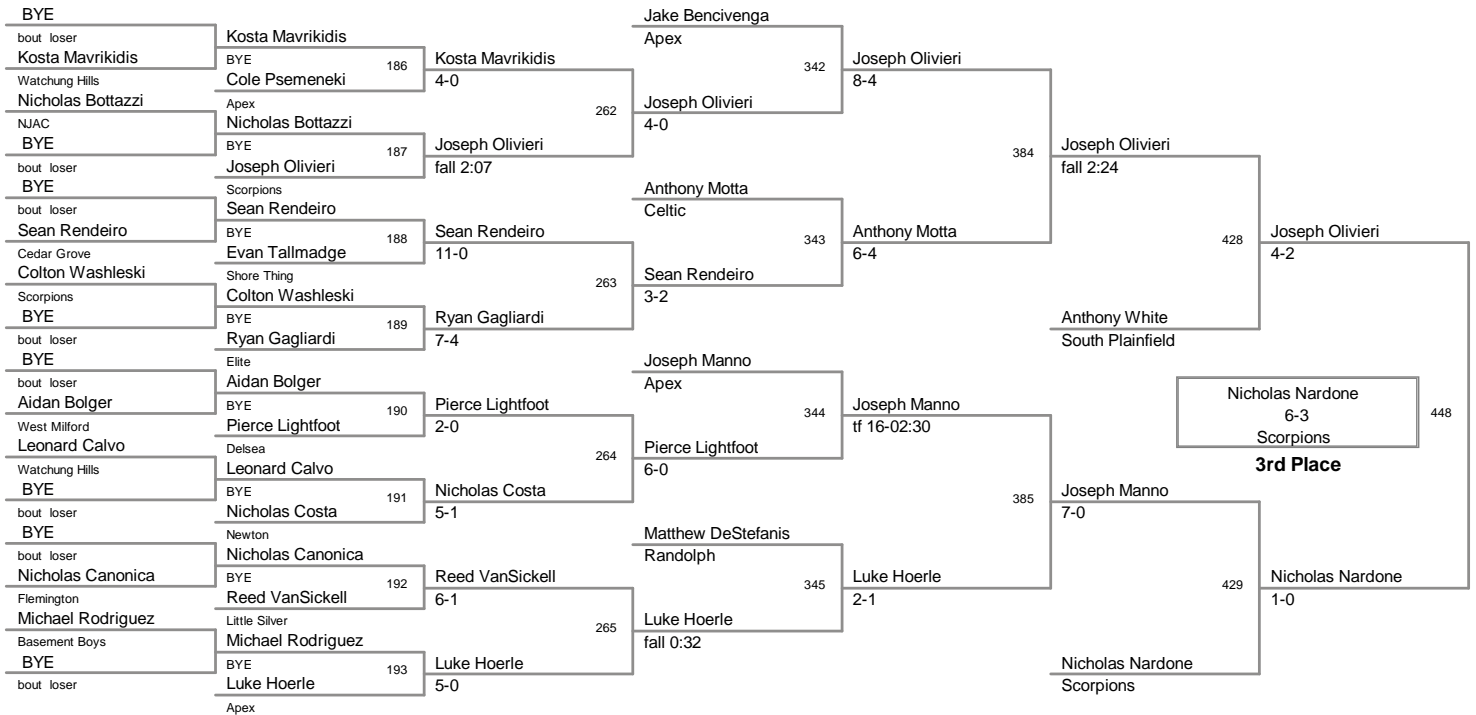 BYE
bout loser
Kosta Mavrikidis
Watchung Hills
Nicholas Bottazzi
NJAC
BYE
bout loser
BYE
bout loser
Sean Rendeiro
Cedar Grove
Colton Washleski
Scorpions
BYE
bout loser
BYE
bout loser
Aidan Bolger
West Milford
Leonard Calvo
Watchung Hills
BYE
bout loser
BYE
bout loser
Nicholas Canonica
Flemington
Michael Rodriguez
Basement Boys
BYE
bout loser
Kosta Mavrikidis
BYE
186
Cole Psemeneki
Apex
Nicholas Bottazzi
BYE
187
Joseph Olivieri
Scorpions
Sean Rendeiro
BYE
188
Evan Tallmadge
Shore Thing
Colton Washleski
BYE
189
Ryan Gagliardi
Elite
Aidan Bolger
BYE
190
Pierce Lightfoot
Delsea
Leonard Calvo
BYE
191
Nicholas Costa
Newton
Nicholas Canonica
BYE
192
Reed VanSickell
Little Silver
Michael Rodriguez
BYE
193
Luke Hoerle
Apex
Kosta Mavrikidis
4-0
262
Joseph Olivieri
fall 2:07
Sean Rendeiro
11-0
263
Ryan Gagliardi
7-4
Pierce Lightfoot
2-0
264
Nicholas Costa
5-1
Reed VanSickell
6-1
265
Luke Hoerle
5-0
Jake Bencivenga
Apex
342
Joseph Olivieri
4-0
Anthony Motta
Celtic
343
Sean Rendeiro
3-2
Joseph Manno
Apex
344
Pierce Lightfoot
6-0
Matthew DeStefanis
Randolph
345
Luke Hoerle
fall 0:32
Joseph Olivieri
8-4
384
Anthony Motta
6-4
Joseph Manno
tf 16-02:30
385
Luke Hoerle
2-1
Joseph Olivieri
fall 2:24
428
Anthony White
South Plainfield
Joseph Manno
7-0
429
Nicholas Nardone
Scorpions
Joseph Olivieri
4-2
Nicholas Nardone
6-3
Scorpions
448
3rd Place
Nicholas Nardone
1-0